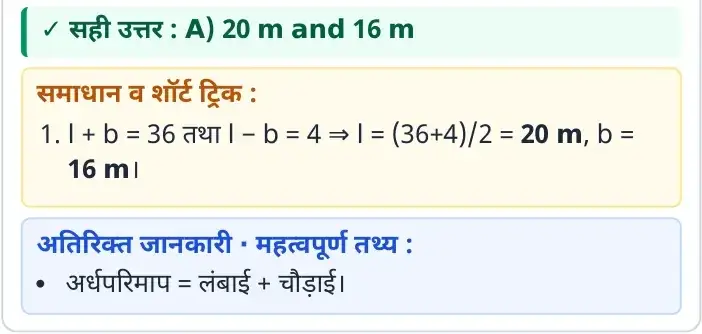 ✓ सही उत्तर : A) 20 m and 16 m
समाधान व शॉर्ट ट्रिक :
1. l + b = 36 तथा l − b = 4 ⇒ l = (36+4)/2 = 20 m, b =
16 m।
अतिरिक्त जानकारी · महत्वपूर्ण तथ्य :
• अर्धपरिमाप = लंबाई + चौड़ाई।